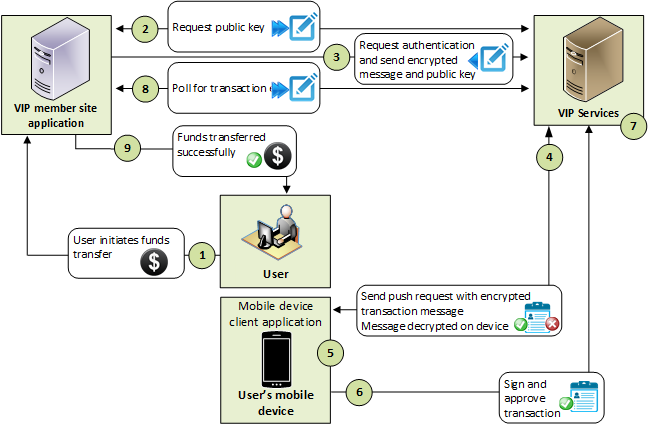 2
Request public key
3
Request authentication
and send encrypted
message and public key
8
Poll for transaction
VIP member site
application
VIP Services
7
9
Funds transferred
successfully
$
4
User initiates funds
transfer
$
1
User
Send push request with encrypted
transaction message
Message decrypted on device
Mobile device
client application
5
User's mobile
device
6
Sign and
approve
transaction